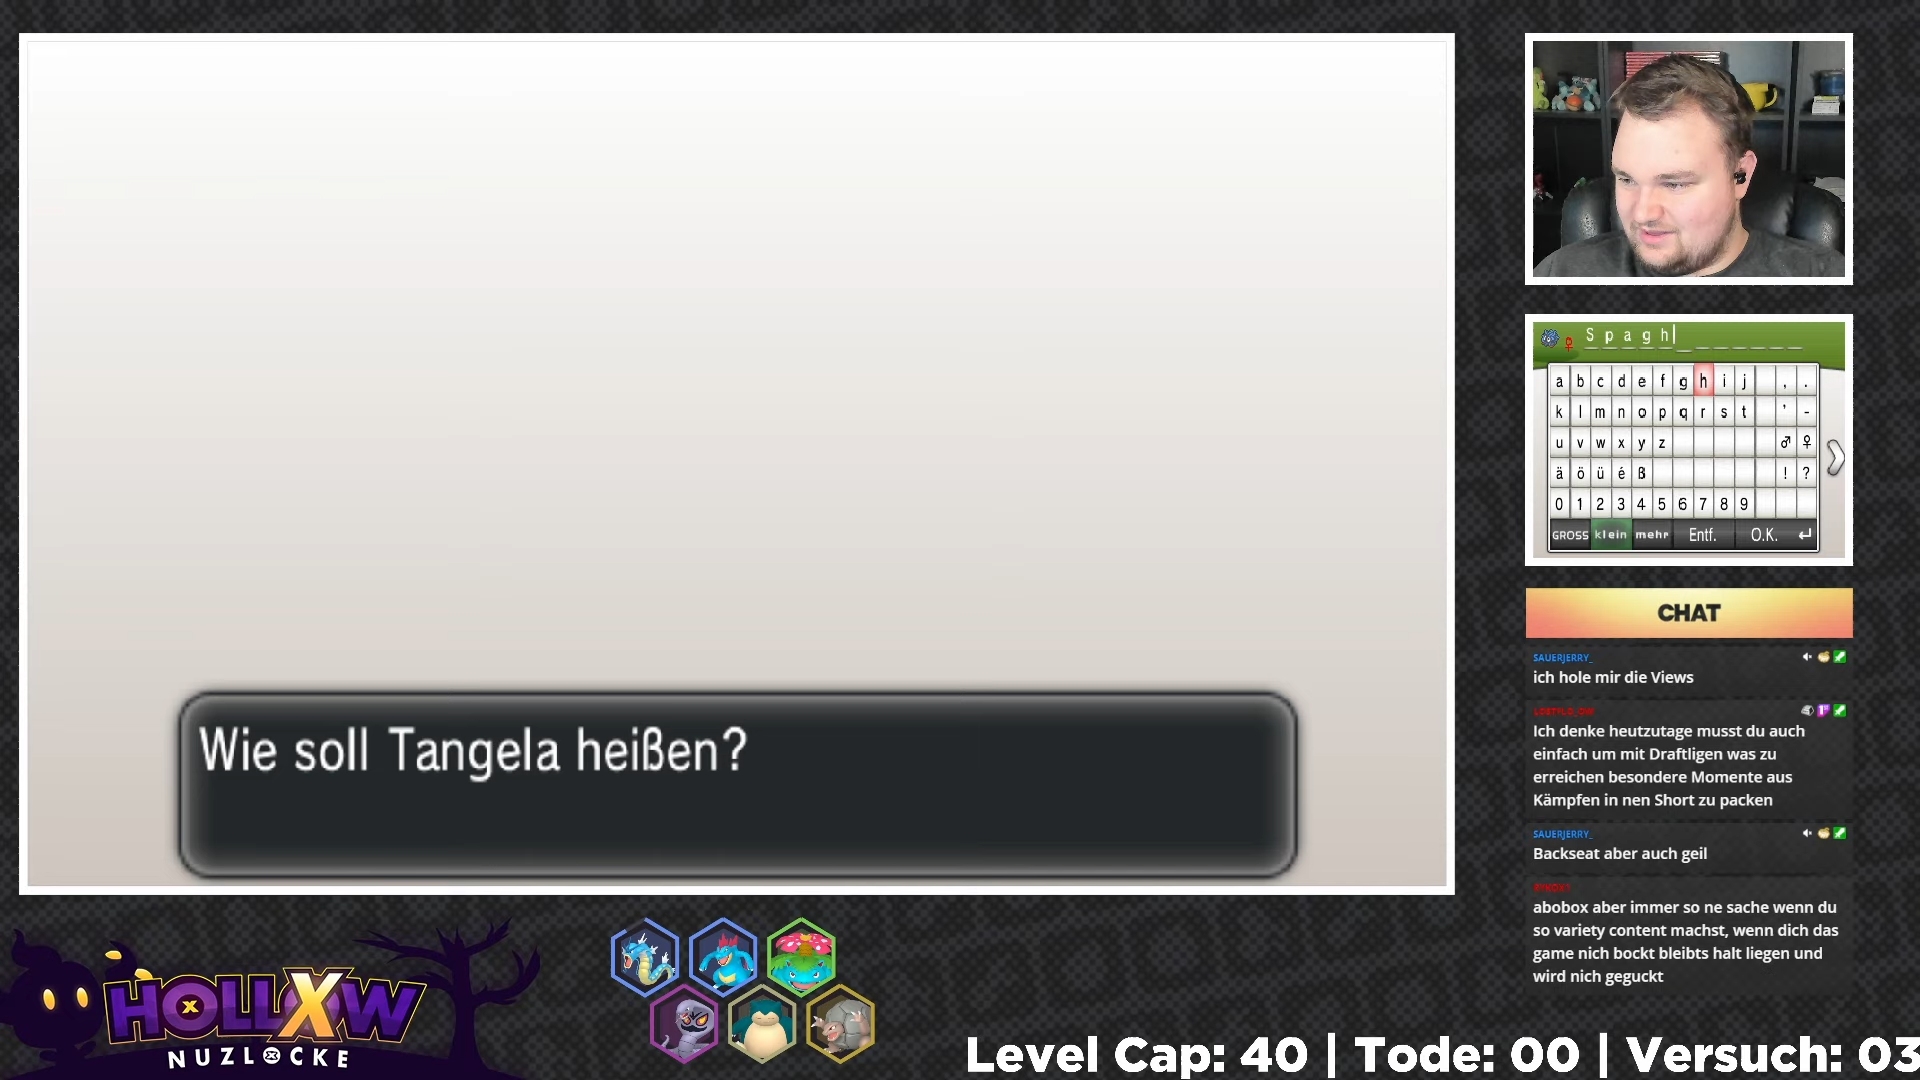 Wie soll Tangela heißen?
Spagh
a b c d e f g h i j , .
k l m n o p q r s t ' -
u v w x y z ♂ ♀
ä ö ü é ß ! ?
0 1 2 3 4 5 6 7 8 9
GROSS klein mehr Entf. O.K.
CHAT
SAUERJERRY_
ich hole mir die Views
Ich denke heutzutage musst du auch
einfach um mit Draftligen was zu
erreichen besondere Momente aus
Kämpfen in nen Short zu packen
SAUERJERRY_
Backseat aber auch geil
abobox aber immer so ne sache wenn du
so variety content machst, wenn dich das
game nich bockt bleibts halt liegen und
wird nich geguckt
HOLLOXW
NUZLOCKE
Level Cap: 40 | Tode: 00 | Versuch: 03